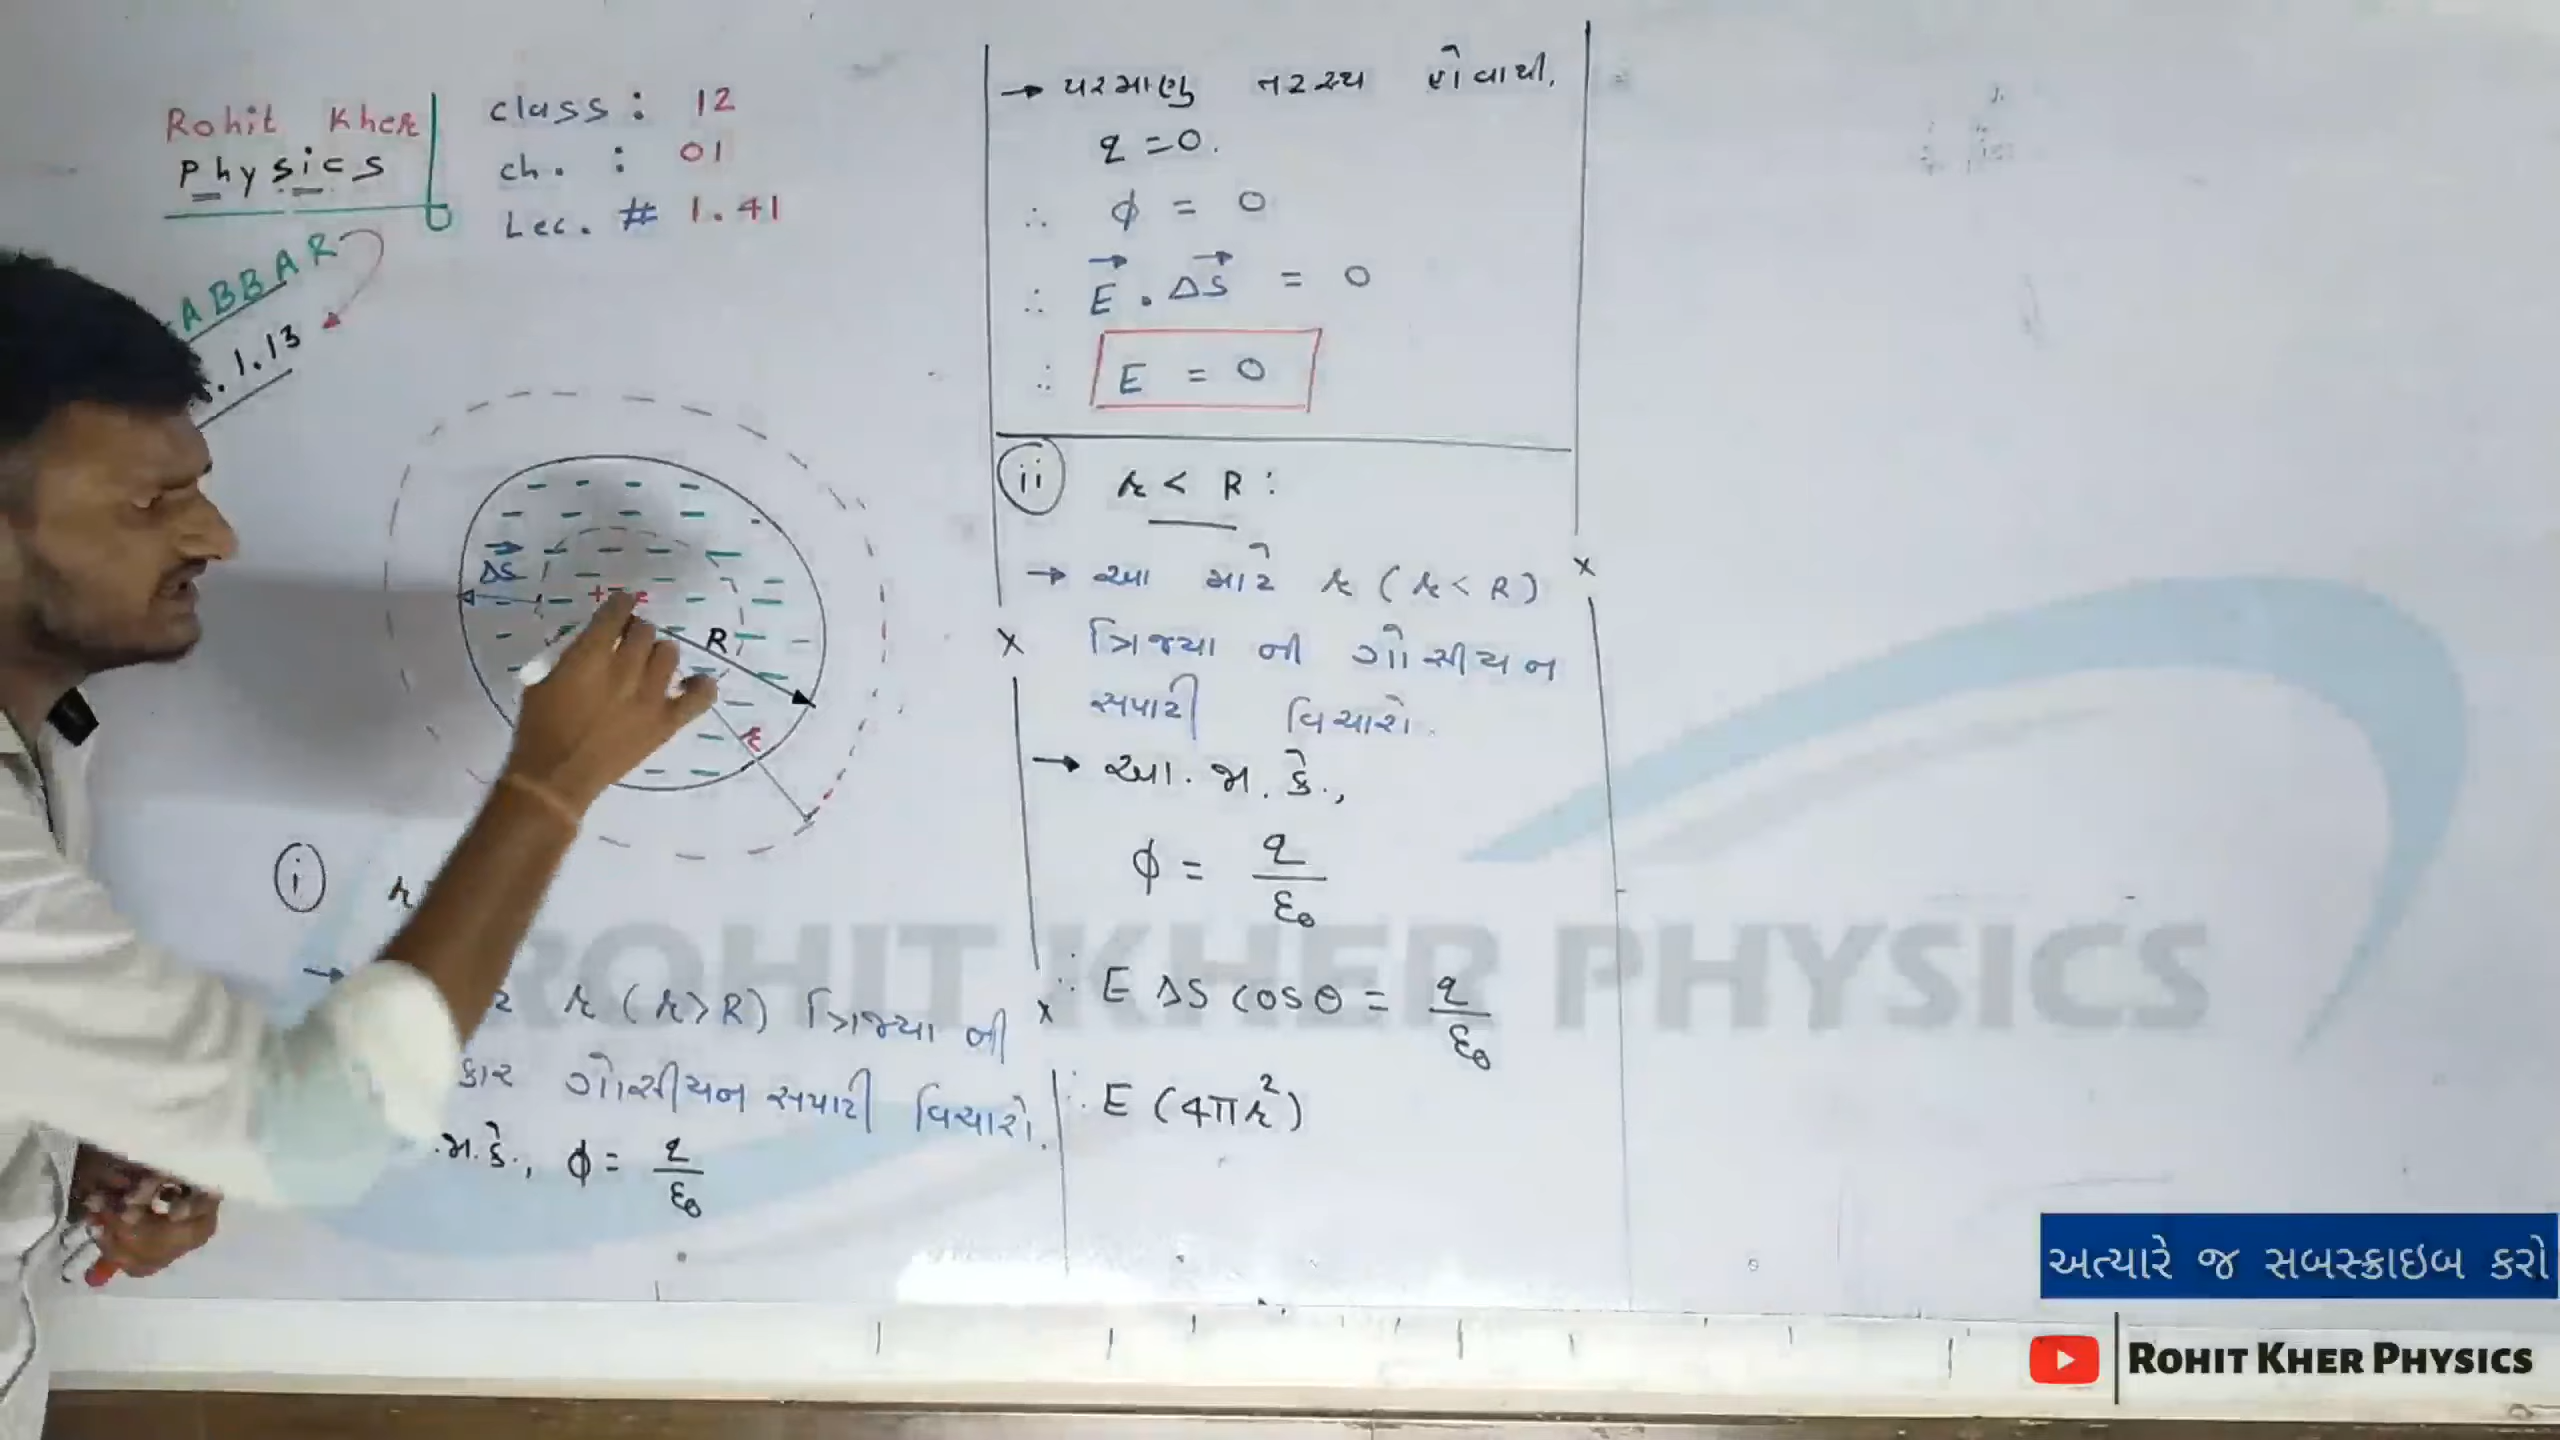 Rohit Kher
Physics
class : 12
ch. : 01
Lec. # 1.41
ABBAR
. 1.13
ΔS
R
r
i
r
r (r > R) ત્રિજ્યા ની
કાર ગોસીયન સપાટી વિચારો.
.મ.કે., ϕ = q/ε₀
→ પરમાણુ તટસ્થ હોવાથી,
q = 0.
∴ ϕ = 0
∴ E⃗ . ΔS⃗ = 0
∴ E = 0
ii r < R :
→ આ માટે r (r < R)
ત્રિજ્યા ની ગોસીયન
સપાટી વિચારો.
→ આ. મ. કે.,
ϕ = q/ε₀
∴ E ΔS cosθ = q/ε₀
∴ E (4πr²)
ROHIT KHER PHYSICS
અત્યારે જ સબસ્ક્રાઇબ કરો
ROHIT KHER PHYSICS